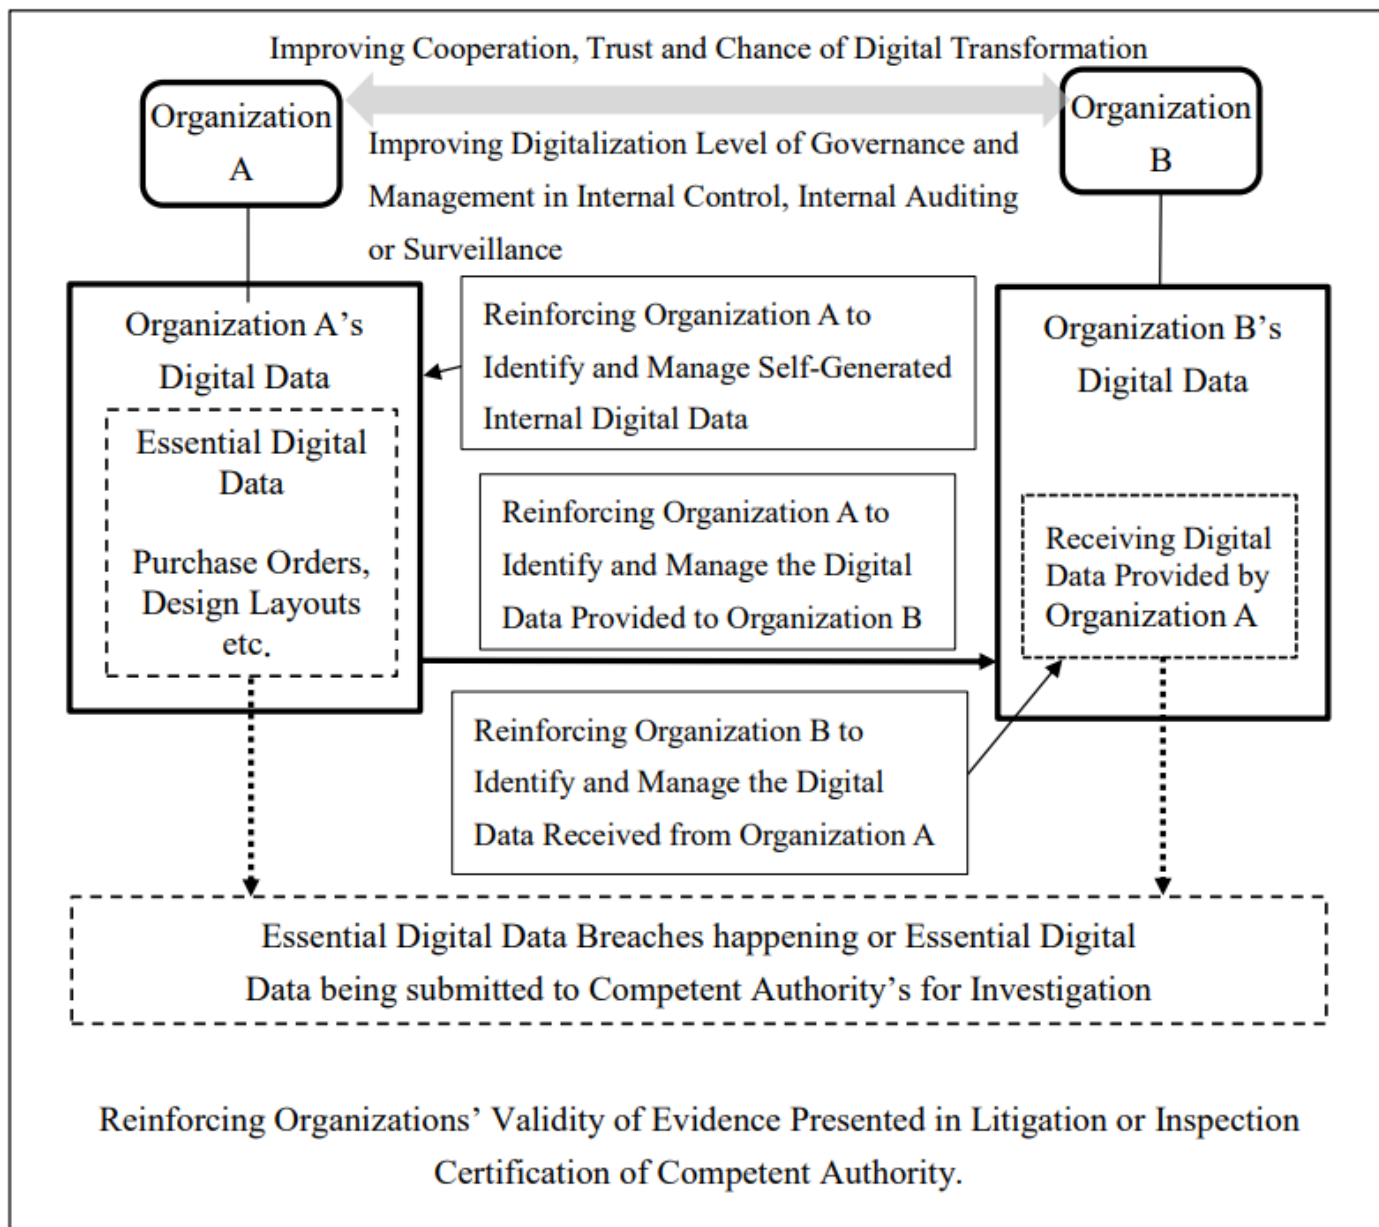 Improving Cooperation, Trust and Chance of Digital Transformation
Organization
A
Organization
B
Improving Digitalization Level of Governance and
Management in Internal Control, Internal Auditing
or Surveillance
Organization A’s
Digital Data
Essential Digital
Data
Purchase Orders,
Design Layouts
etc.
Reinforcing Organization A to
Identify and Manage Self-Generated
Internal Digital Data
Reinforcing Organization A to
Identify and Manage the Digital
Data Provided to Organization B
Reinforcing Organization B to
Identify and Manage the Digital
Data Received from Organization A
Organization B’s
Digital Data
Receiving Digital
Data Provided by
Organization A
Essential Digital Data Breaches happening or Essential Digital
Data being submitted to Competent Authority’s for Investigation
Reinforcing Organizations’ Validity of Evidence Presented in Litigation or Inspection
Certification of Competent Authority.